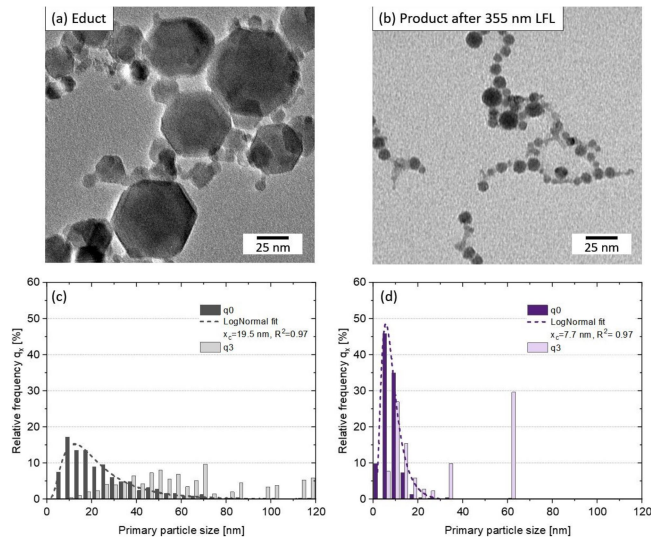 (a) Educt
25 nm
(b) Product after 355 nm LFL
25 nm
(c)
q0
LogNormal fit
x_c=19.5 nm, R²=0.97
q3
Relative frequency qₓ [%]
60
50
40
30
20
10
0
0 20 40 60 80 100 120
Primary particle size [nm]
(d)
q0
LogNormal fit
x_c=7.7 nm, R²= 0.97
q3
Relative frequency qₓ [%]
60
50
40
30
20
10
0
0 20 40 60 80 100 120
Primary particle size [nm]